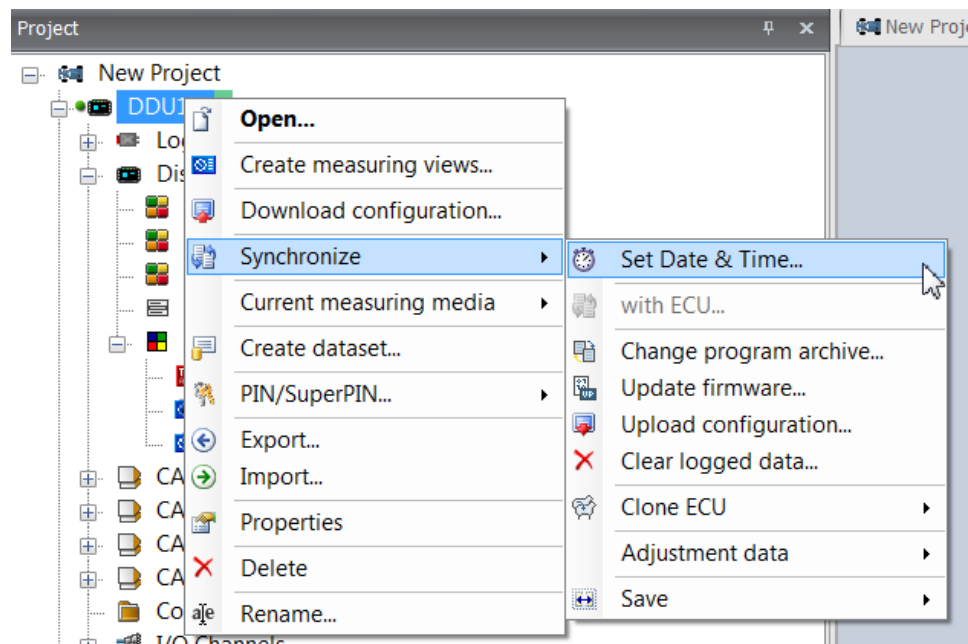 Project
New Proje
New Project
DDU1
Open...
Create measuring views...
Download configuration...
Synchronize
Current measuring media
Create dataset...
PIN/SuperPIN...
Export...
Import...
Properties
Delete
Rename...
Set Date & Time...
with ECU...
Change program archive...
Update firmware...
Upload configuration...
Clear logged data...
Clone ECU
Adjustment data
Save
Lo
Dis
CA
CA
CA
CA
Co
I/O Channels